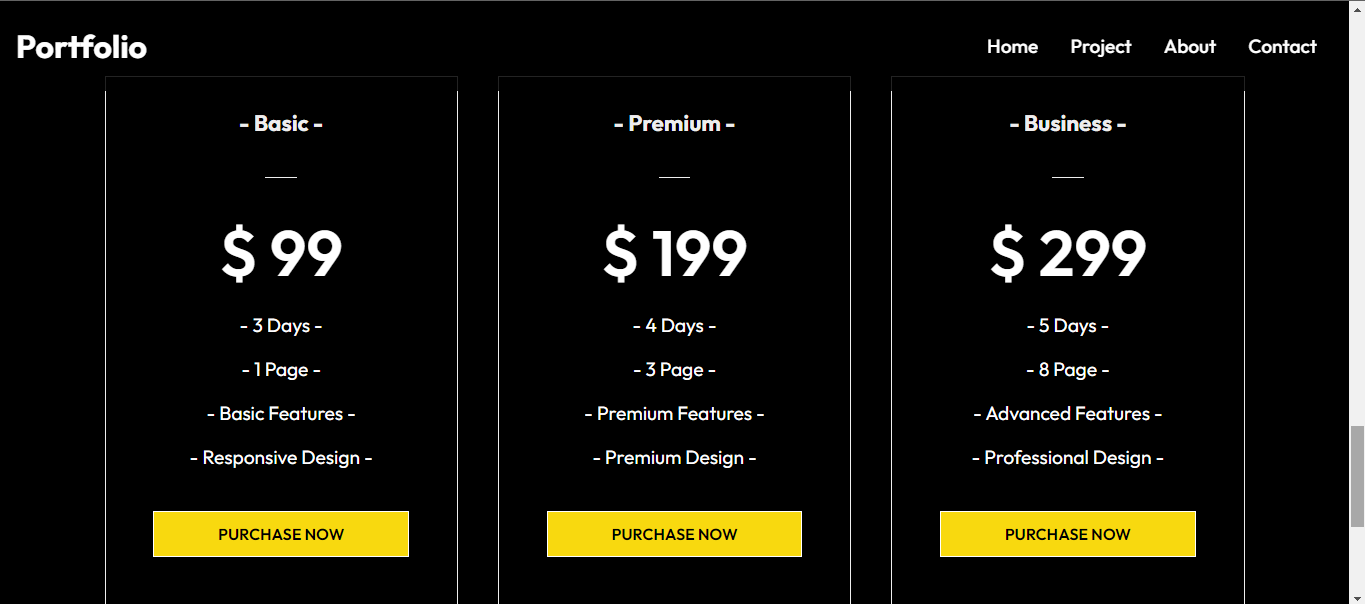 Portfolio
Home Project About Contact
- Basic -
$ 99
- 3 Days -
- 1 Page -
- Basic Features -
- Responsive Design -
PURCHASE NOW
- Premium -
$ 199
- 4 Days -
- 3 Page -
- Premium Features -
- Premium Design -
PURCHASE NOW
- Business -
$ 299
- 5 Days -
- 8 Page -
- Advanced Features -
- Professional Design -
PURCHASE NOW